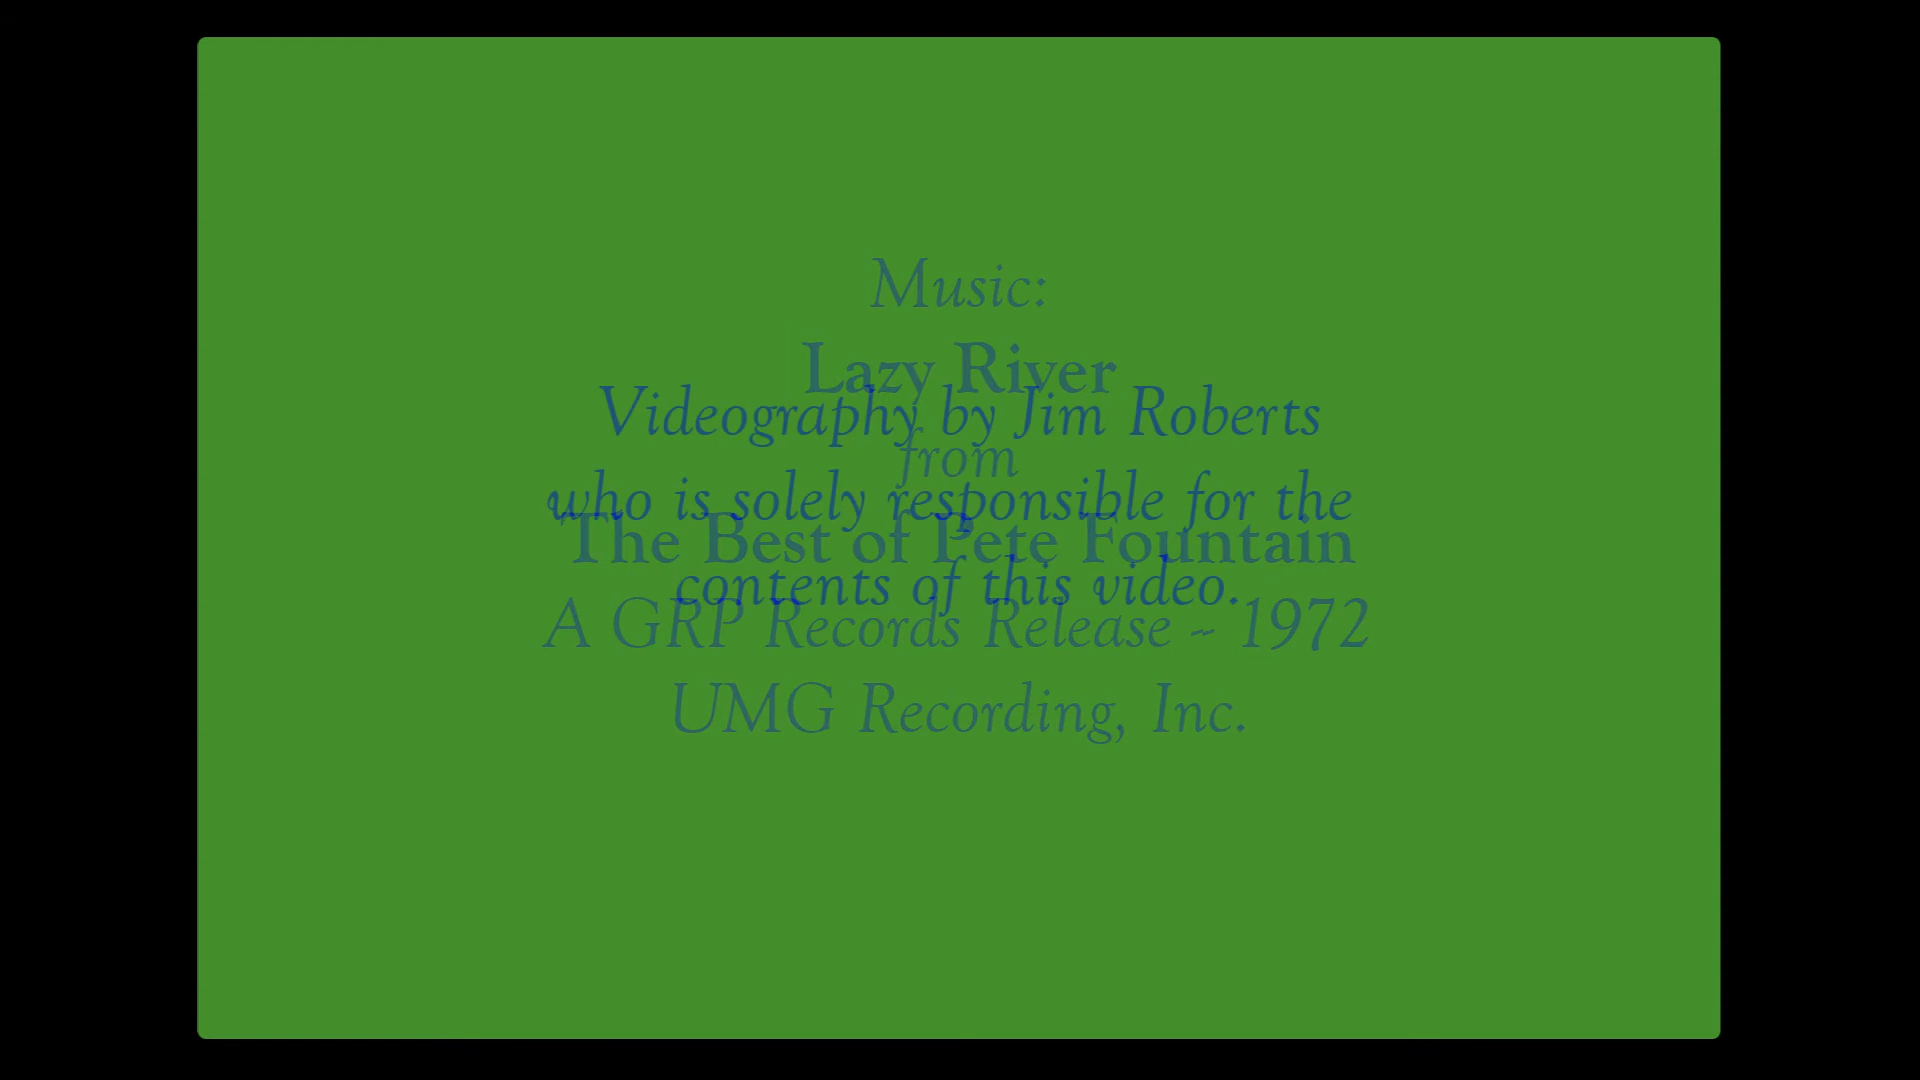 Music:
Lazy River
Videography by Jim Roberts
from
who is solely responsible for the
The Best of Pete Fountain
contents of this video.
A GRP Records Release - 1972
UMG Recording, Inc.